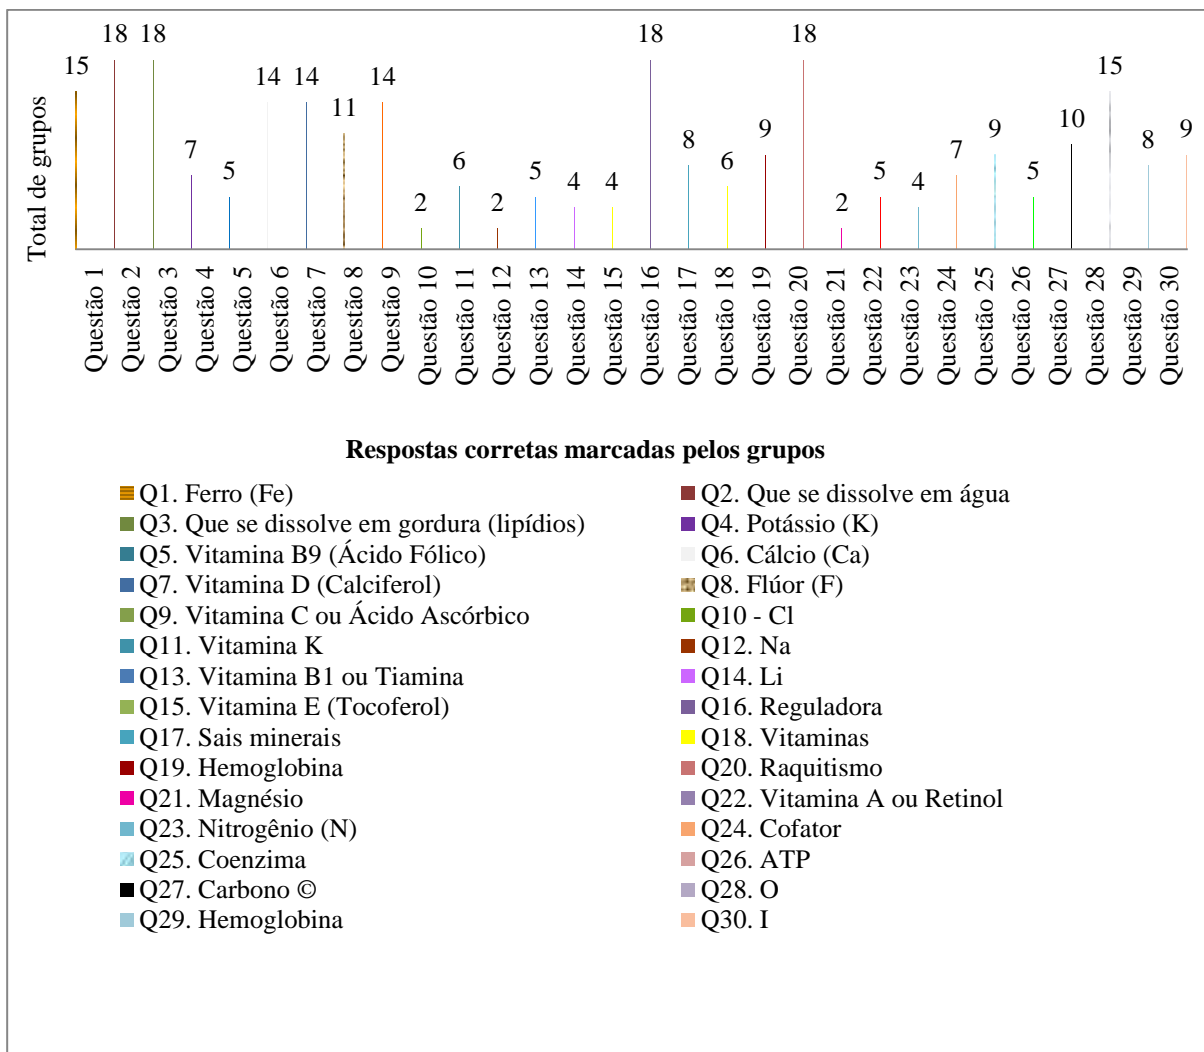 18 18 18 18
15 15
14 14 14
11
10
9 9 9
8 8
7 7
6 6
5 5 5 5
4 4 4
2 2 2
Total de grupos
Questão 1
Questão 2
Questão 3
Questão 4
Questão 5
Questão 6
Questão 7
Questão 8
Questão 9
Questão 10
Questão 11
Questão 12
Questão 13
Questão 14
Questão 15
Questão 16
Questão 17
Questão 18
Questão 19
Questão 20
Questão 21
Questão 22
Questão 23
Questão 24
Questão 25
Questão 26
Questão 27
Questão 28
Questão 29
Questão 30
Respostas corretas marcadas pelos grupos
Q1. Ferro (Fe)
Q2. Que se dissolve em água
Q3. Que se dissolve em gordura (lipídios)
Q4. Potássio (K)
Q5. Vitamina B9 (Ácido Fólico)
Q6. Cálcio (Ca)
Q7. Vitamina D (Calciferol)
Q8. Flúor (F)
Q9. Vitamina C ou Ácido Ascórbico
Q10 - Cl
Q11. Vitamina K
Q12. Na
Q13. Vitamina B1 ou Tiamina
Q14. Li
Q15. Vitamina E (Tocoferol)
Q16. Reguladora
Q17. Sais minerais
Q18. Vitaminas
Q19. Hemoglobina
Q20. Raquitismo
Q21. Magnésio
Q22. Vitamina A ou Retinol
Q23. Nitrogênio (N)
Q24. Cofator
Q25. Coenzima
Q26. ATP
Q27. Carbono ©
Q28. O
Q29. Hemoglobina
Q30. I